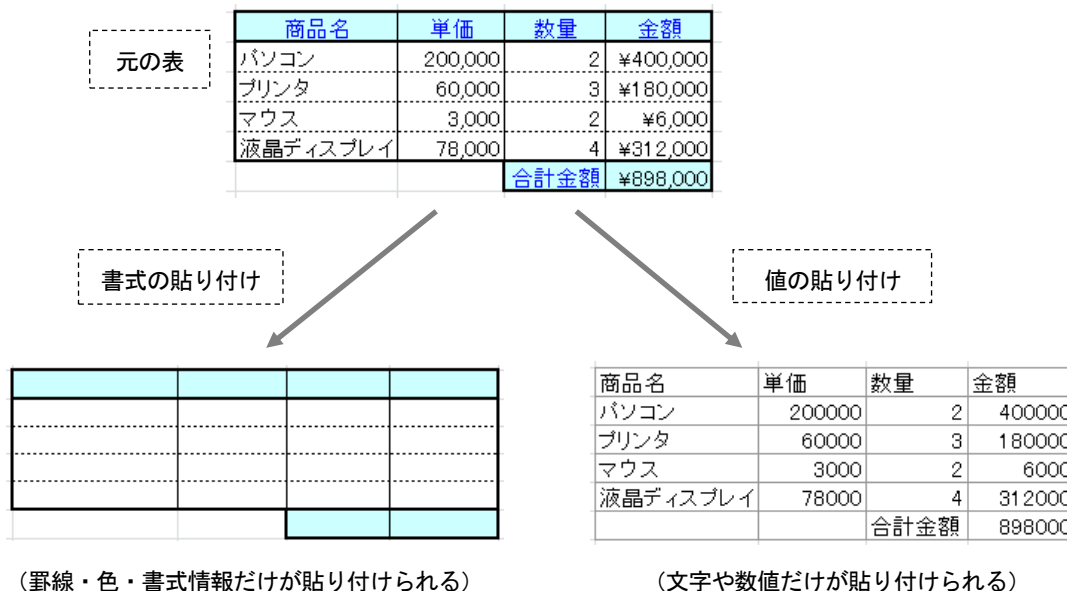 商品名 単価 数量 金額
元の表
パソコン 200,000 2 ¥400,000
プリンタ 60,000 3 ¥180,000
マウス 3,000 2 ¥6,000
液晶ディスプレイ 78,000 4 ¥312,000
合計金額 ¥898,000
書式の貼り付け
値の貼り付け
商品名 単価 数量 金額
パソコン 200000 2 400000
プリンタ 60000 3 180000
マウス 3000 2 6000
液晶ディスプレイ 78000 4 312000
合計金額 898000
(罫線・色・書式情報だけが貼り付けられる)
(文字や数値だけが貼り付けられる)